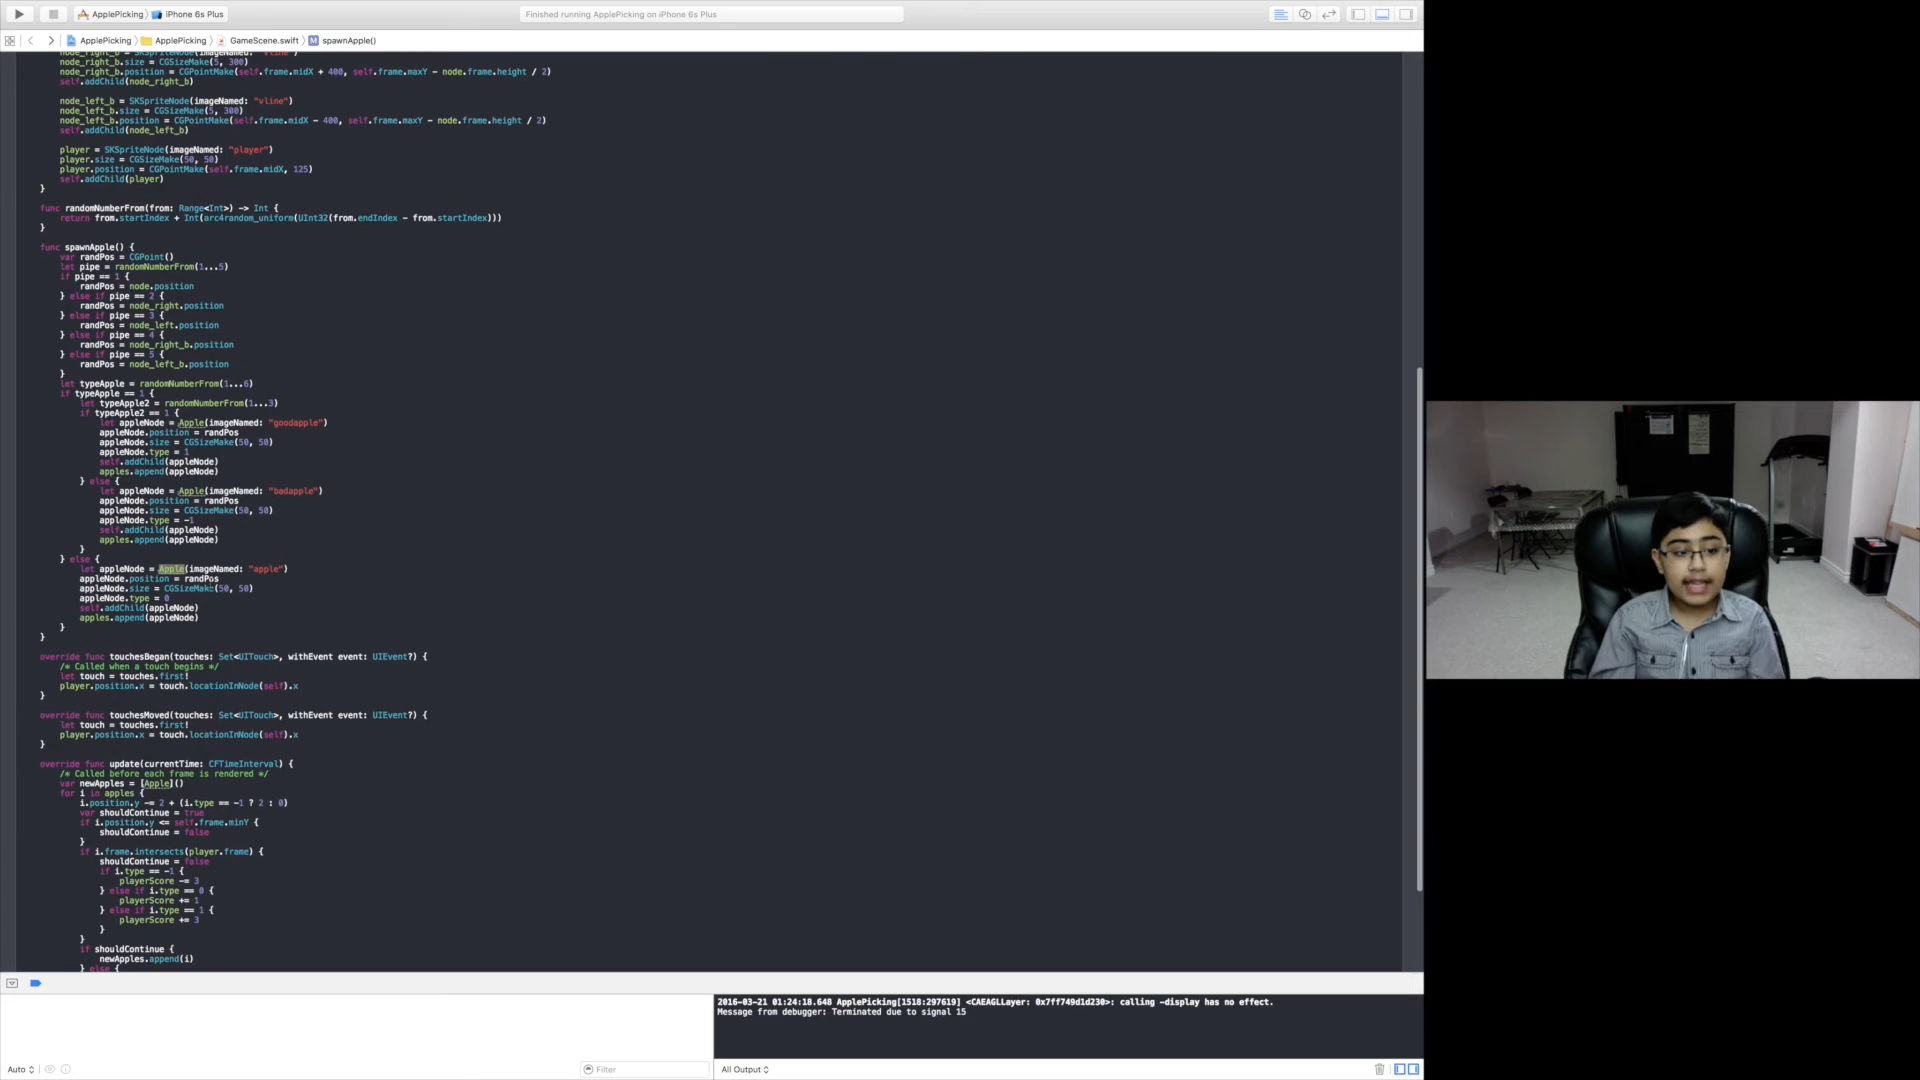 ApplePicking iPhone 6s Plus
Finished running ApplePicking on iPhone 6s Plus
ApplePicking ApplePicking GameScene.swift M spawnApple()
node_right_b = SKSpriteNode(imageNamed: "vline")
node_right_b.size = CGSizeMake(5, 300)
node_right_b.position = CGPointMake(self.frame.midX + 400, self.frame.maxY - node.frame.height / 2)
self.addChild(node_right_b)
node_left_b = SKSpriteNode(imageNamed: "vline")
node_left_b.size = CGSizeMake(5, 300)
node_left_b.position = CGPointMake(self.frame.midX - 400, self.frame.maxY - node.frame.height / 2)
self.addChild(node_left_b)
player = SKSpriteNode(imageNamed: "player")
player.size = CGSizeMake(50, 50)
player.position = CGPointMake(self.frame.midX, 125)
self.addChild(player)
}
func randomNumberFrom(from: Range<Int>) -> Int {
return from.startIndex + Int(arc4random_uniform(UInt32(from.endIndex - from.startIndex)))
}
func spawnApple() {
var randPos = CGPoint()
let pipe = randomNumberFrom(1...5)
if pipe == 1 {
randPos = node.position
} else if pipe == 2 {
randPos = node_right.position
} else if pipe == 3 {
randPos = node_left.position
} else if pipe == 4 {
randPos = node_right_b.position
} else if pipe == 5 {
randPos = node_left_b.position
}
let typeApple = randomNumberFrom(1...6)
if typeApple == 1 {
let typeApple2 = randomNumberFrom(1...3)
if typeApple2 == 1 {
let appleNode = Apple(imageNamed: "goodapple")
appleNode.position = randPos
appleNode.size = CGSizeMake(50, 50)
appleNode.type = 1
self.addChild(appleNode)
apples.append(appleNode)
} else {
let appleNode = Apple(imageNamed: "badapple")
appleNode.position = randPos
appleNode.size = CGSizeMake(50, 50)
appleNode.type = -1
self.addChild(appleNode)
apples.append(appleNode)
}
} else {
let appleNode = Apple(imageNamed: "apple")
appleNode.position = randPos
appleNode.size = CGSizeMake(50, 50)
appleNode.type = 0
self.addChild(appleNode)
apples.append(appleNode)
}
}
override func touchesBegan(touches: Set<UITouch>, withEvent event: UIEvent?) {
/* Called when a touch begins */
let touch = touches.first!
player.position.x = touch.locationInNode(self).x
}
override func touchesMoved(touches: Set<UITouch>, withEvent event: UIEvent?) {
let touch = touches.first!
player.position.x = touch.locationInNode(self).x
}
override func update(currentTime: CFTimeInterval) {
/* Called before each frame is rendered */
var newApples = [Apple]()
for i in apples {
i.position.y -= 2 + (i.type == -1 ? 2 : 0)
var shouldContinue = true
if i.position.y <= self.frame.minY {
shouldContinue = false
}
if i.frame.intersects(player.frame) {
shouldContinue = false
if i.type == -1 {
playerScore -= 3
} else if i.type == 0 {
playerScore += 1
} else if i.type == 1 {
playerScore += 3
}
}
if shouldContinue {
newApples.append(i)
} else {
2016-03-21 01:24:18.648 ApplePicking[1518:297619] <CAEAGLLayer: 0x7ff749d1d230>: calling -display has no effect.
Message from debugger: Terminated due to signal 15
Auto
Filter
All Output